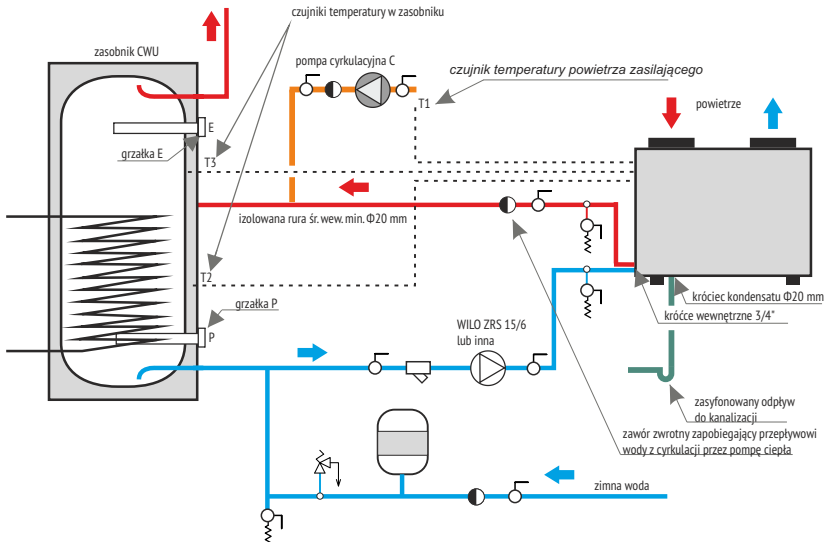 czujniki temperatury w zasobniku
zasobnik CWU
pompa cyrkulacyjna C
czujnik temperatury powietrza zasilającego
T1
powietrze
E
grzałka E
T3
izolowana rura śr. wew. min. Φ20 mm
T2
grzałka P
P
króciec kondensatu Φ20 mm
króćce wewnętrzne 3/4"
WILO ZRS 15/6
lub inna
zasyfonowany odpływ
do kanalizacji
zawór zwrotny zapobiegający przepływowi
wody z cyrkulacji przez pompę ciepła
zimna woda